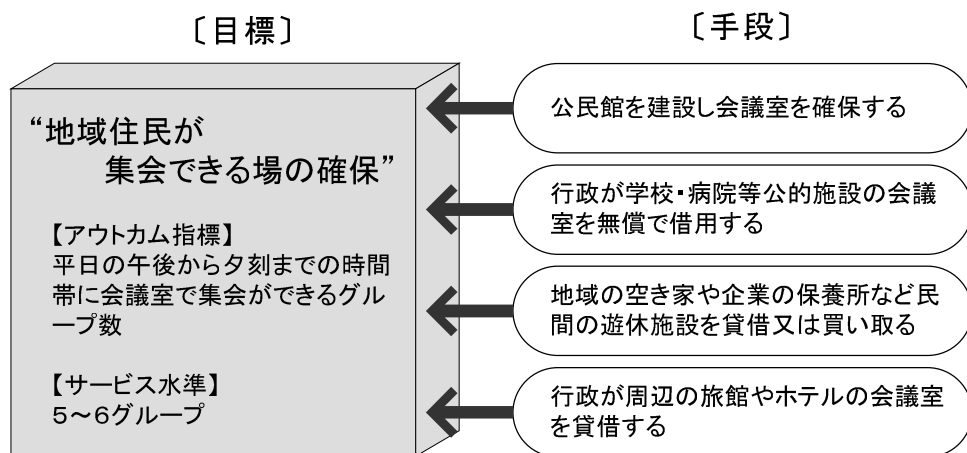 〔目標〕
〔手段〕
“地域住民が
集会できる場の確保”
【アウトカム指標】
平日の午後から夕刻までの時間
帯に会議室で集会ができるグル
ープ数
【サービス水準】
5～6グループ
公民館を建設し会議室を確保する
行政が学校・病院等公的施設の会議
室を無償で借用する
地域の空き家や企業の保養所など民
間の遊休施設を貸借又は買い取る
行政が周辺の旅館やホテルの会議室
を貸借する